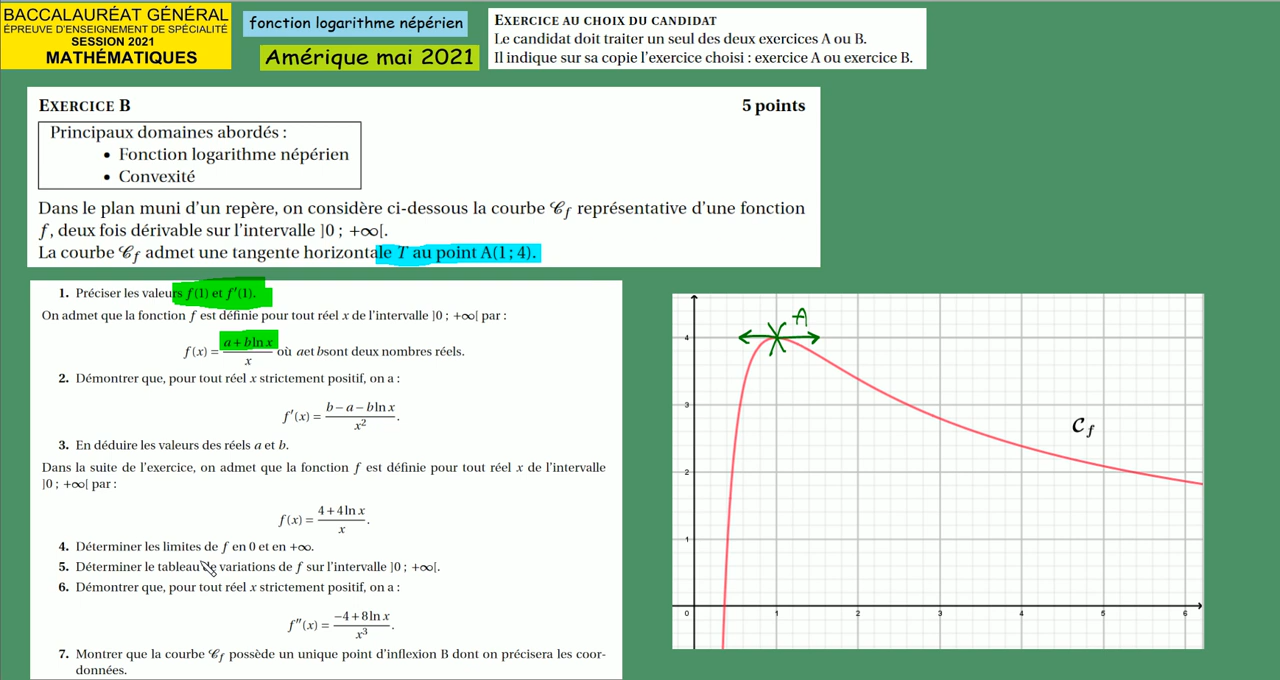 BACCALAURÉAT GÉNÉRAL
ÉPREUVE D'ENSEIGNEMENT DE SPÉCIALITÉ
SESSION 2021
MATHÉMATIQUES
fonction logarithme népérien
Amérique mai 2021
EXERCICE AU CHOIX DU CANDIDAT
Le candidat doit traiter un seul des deux exercices A ou B.
Il indique sur sa copie l'exercice choisi : exercice A ou exercice B.
EXERCICE B 5 points
Principaux domaines abordés :
• Fonction logarithme népérien
• Convexité
Dans le plan muni d'un repère, on considère ci-dessous la courbe 𝒞f représentative d'une fonction
f, deux fois dérivable sur l'intervalle ]0 ; +∞[.
La courbe 𝒞f admet une tangente horizontale T au point A(1 ; 4).
1. Préciser les valeurs f(1) et f′(1).
On admet que la fonction f est définie pour tout réel x de l'intervalle ]0 ; +∞[ par :
f(x) = (a + b ln x)/x où aet bsont deux nombres réels.
2. Démontrer que, pour tout réel x strictement positif, on a :
f′(x) = (b − a − b ln x)/x².
3. En déduire les valeurs des réels a et b.
Dans la suite de l'exercice, on admet que la fonction f est définie pour tout réel x de l'intervalle
]0 ; +∞[ par :
f(x) = (4 + 4 ln x)/x.
4. Déterminer les limites de f en 0 et en +∞.
5. Déterminer le tableau de variations de f sur l'intervalle ]0 ; +∞[.
6. Démontrer que, pour tout réel x strictement positif, on a :
f″(x) = (−4 + 8 ln x)/x³.
7. Montrer que la courbe 𝒞f possède un unique point d'inflexion B dont on précisera les coor-
données.
A
4
3
𝒞f
2
1
0 1 2 3 4 5 6